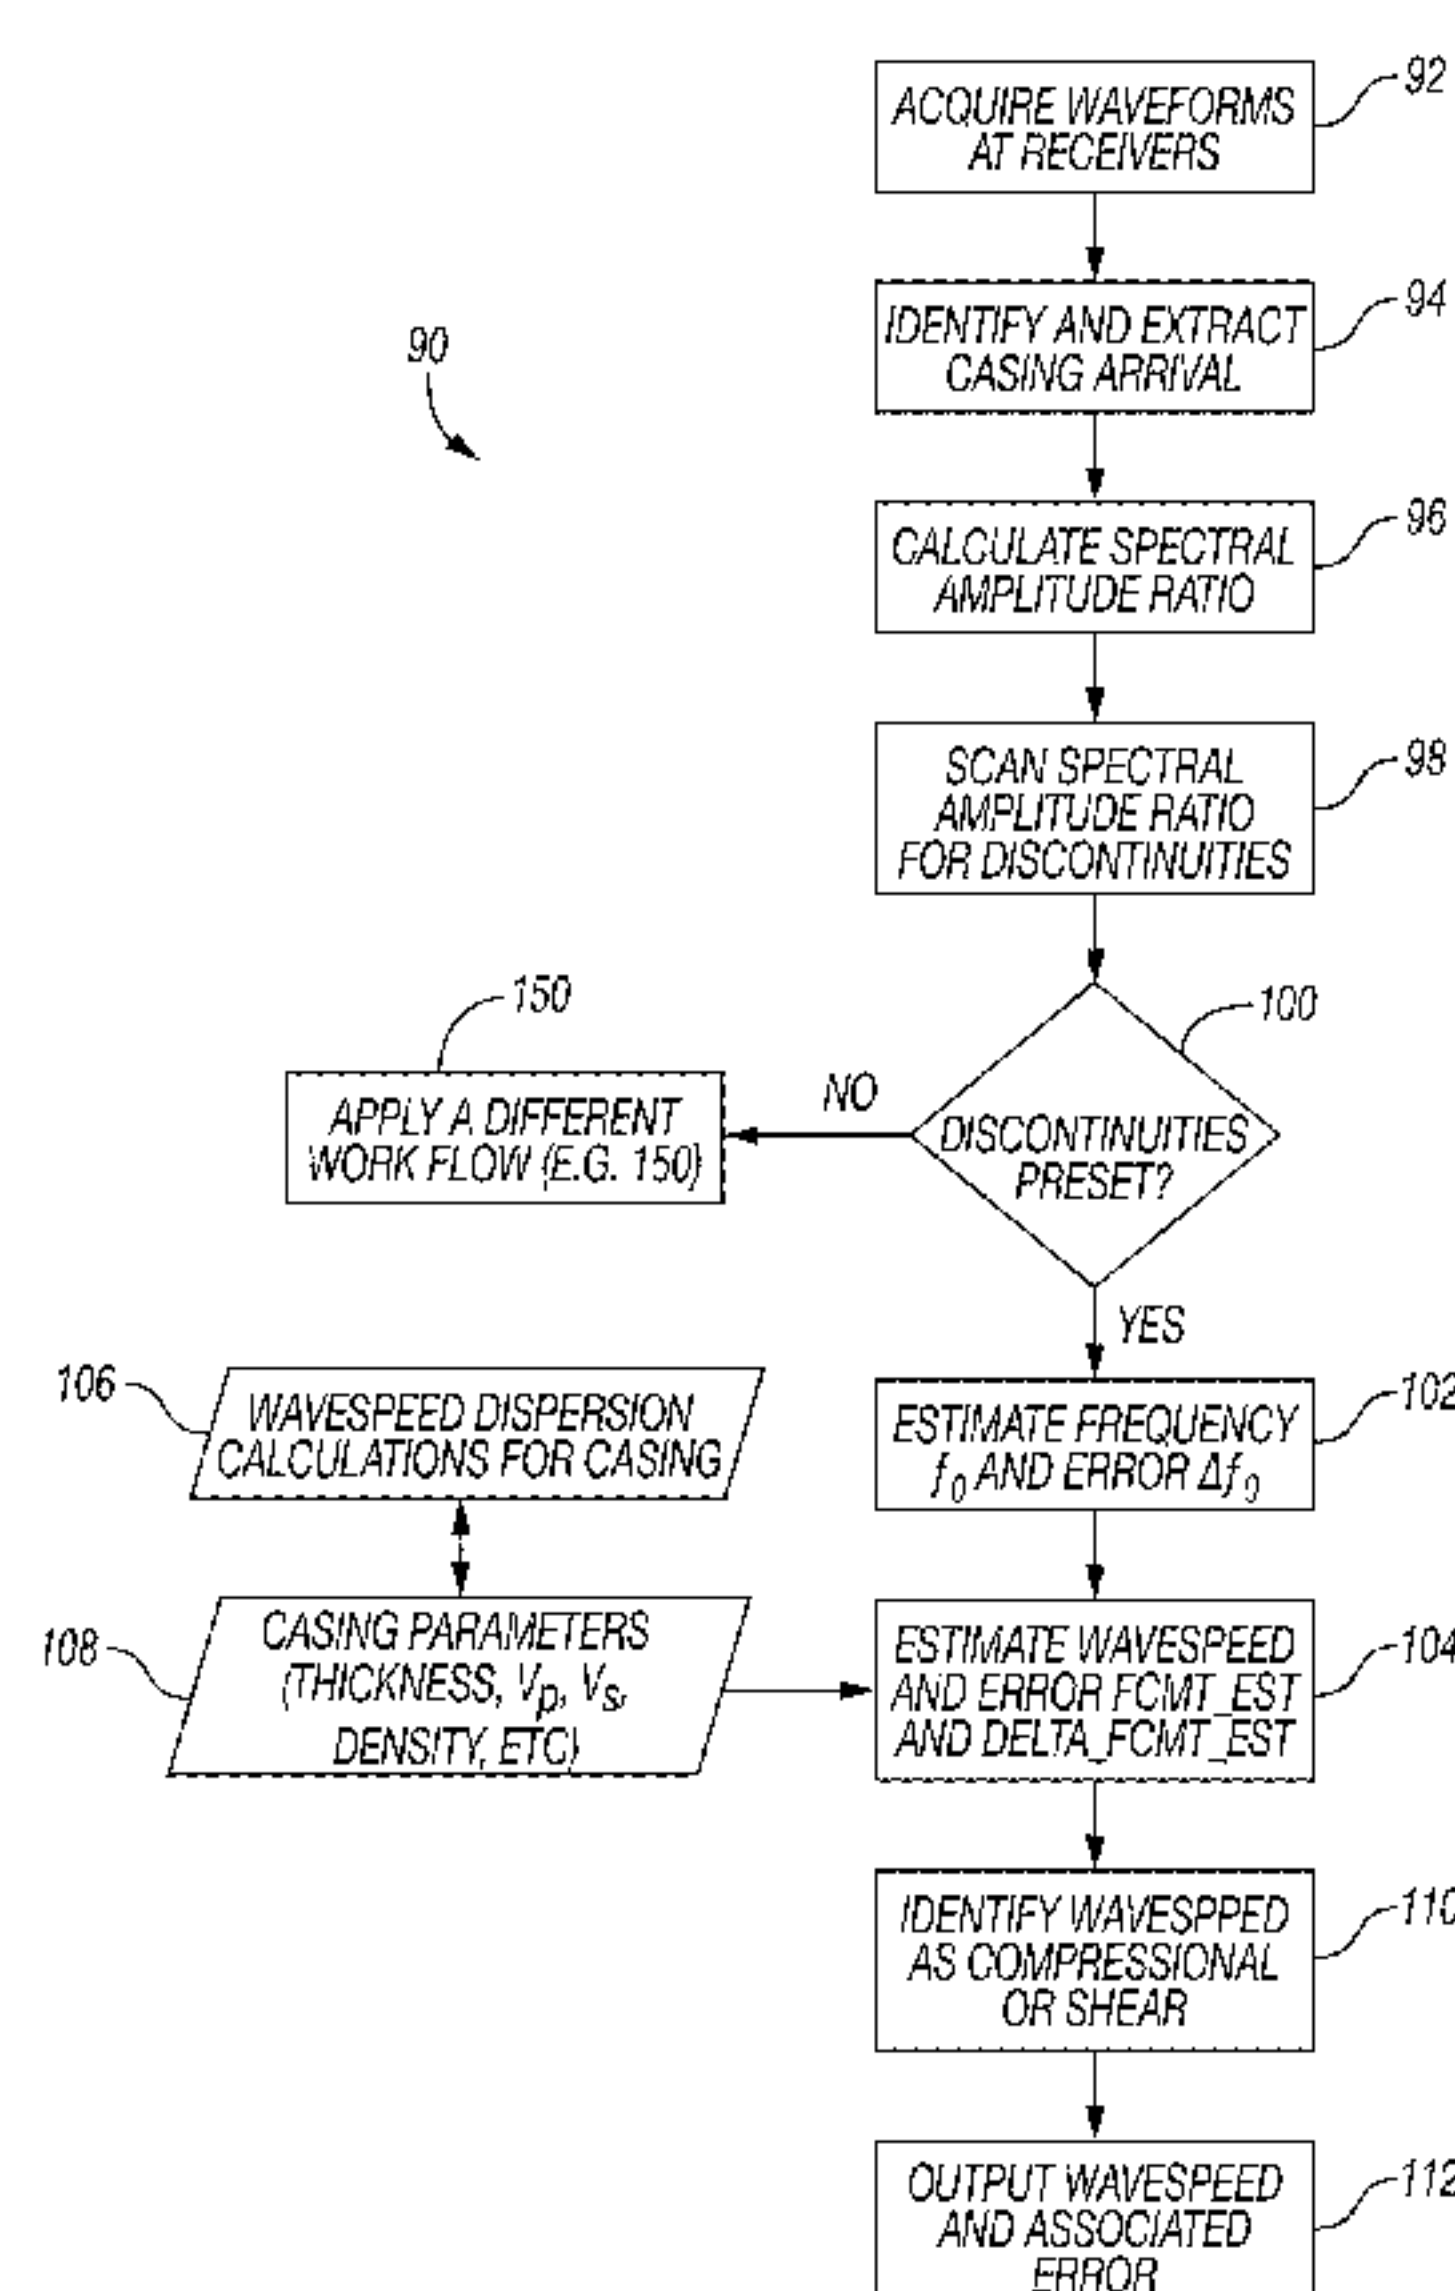 92
ACQUIRE WAVEFORMS
AT RECEIVERS
94
IDENTIFY AND EXTRACT
CASING ARRIVAL
90
96
CALCULATE SPECTRAL
AMPLITUDE RATIO
98
SCAN SPECTRAL
AMPLITUDE RATIO
FOR DISCONTINUITIES
150
100
NO
APPLY A DIFFERENT
WORK FLOW (E.G. 150)
DISCONTINUITIES
PRESET?
YES
106
WAVESPEED DISPERSION
CALCULATIONS FOR CASING
102
ESTIMATE FREQUENCY
f0 AND ERROR Δf0
108
CASING PARAMETERS
(THICKNESS, Vp, Vs,
DENSITY, ETC)
104
ESTIMATE WAVESPEED
AND ERROR FCMT_EST
AND DELTA_FCMT_EST
110
IDENTIFY WAVESPPED
AS COMPRESSIONAL
OR SHEAR
112
OUTPUT WAVESPEED
AND ASSOCIATED
ERROR